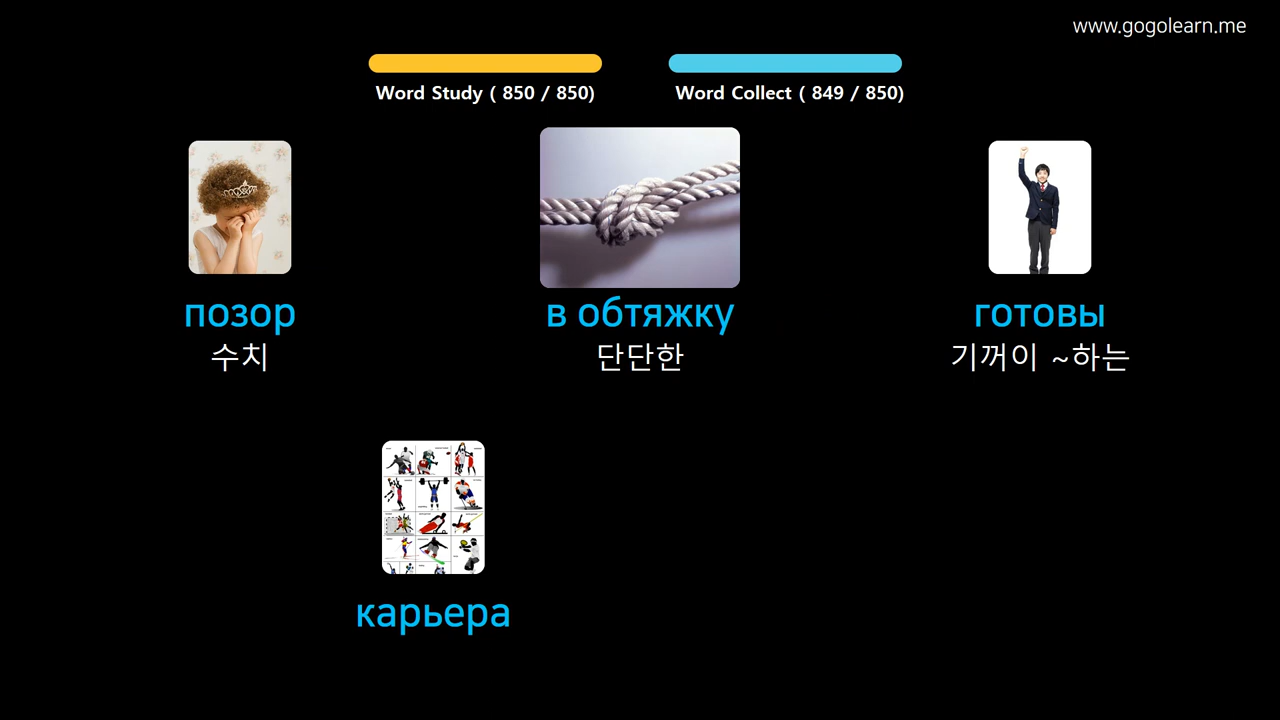 www.gogolearn.me
Word Study ( 850 / 850)
Word Collect ( 849 / 850)
позор
수치
в обтяжку
단단한
готовы
기꺼이 ~하는
карьера